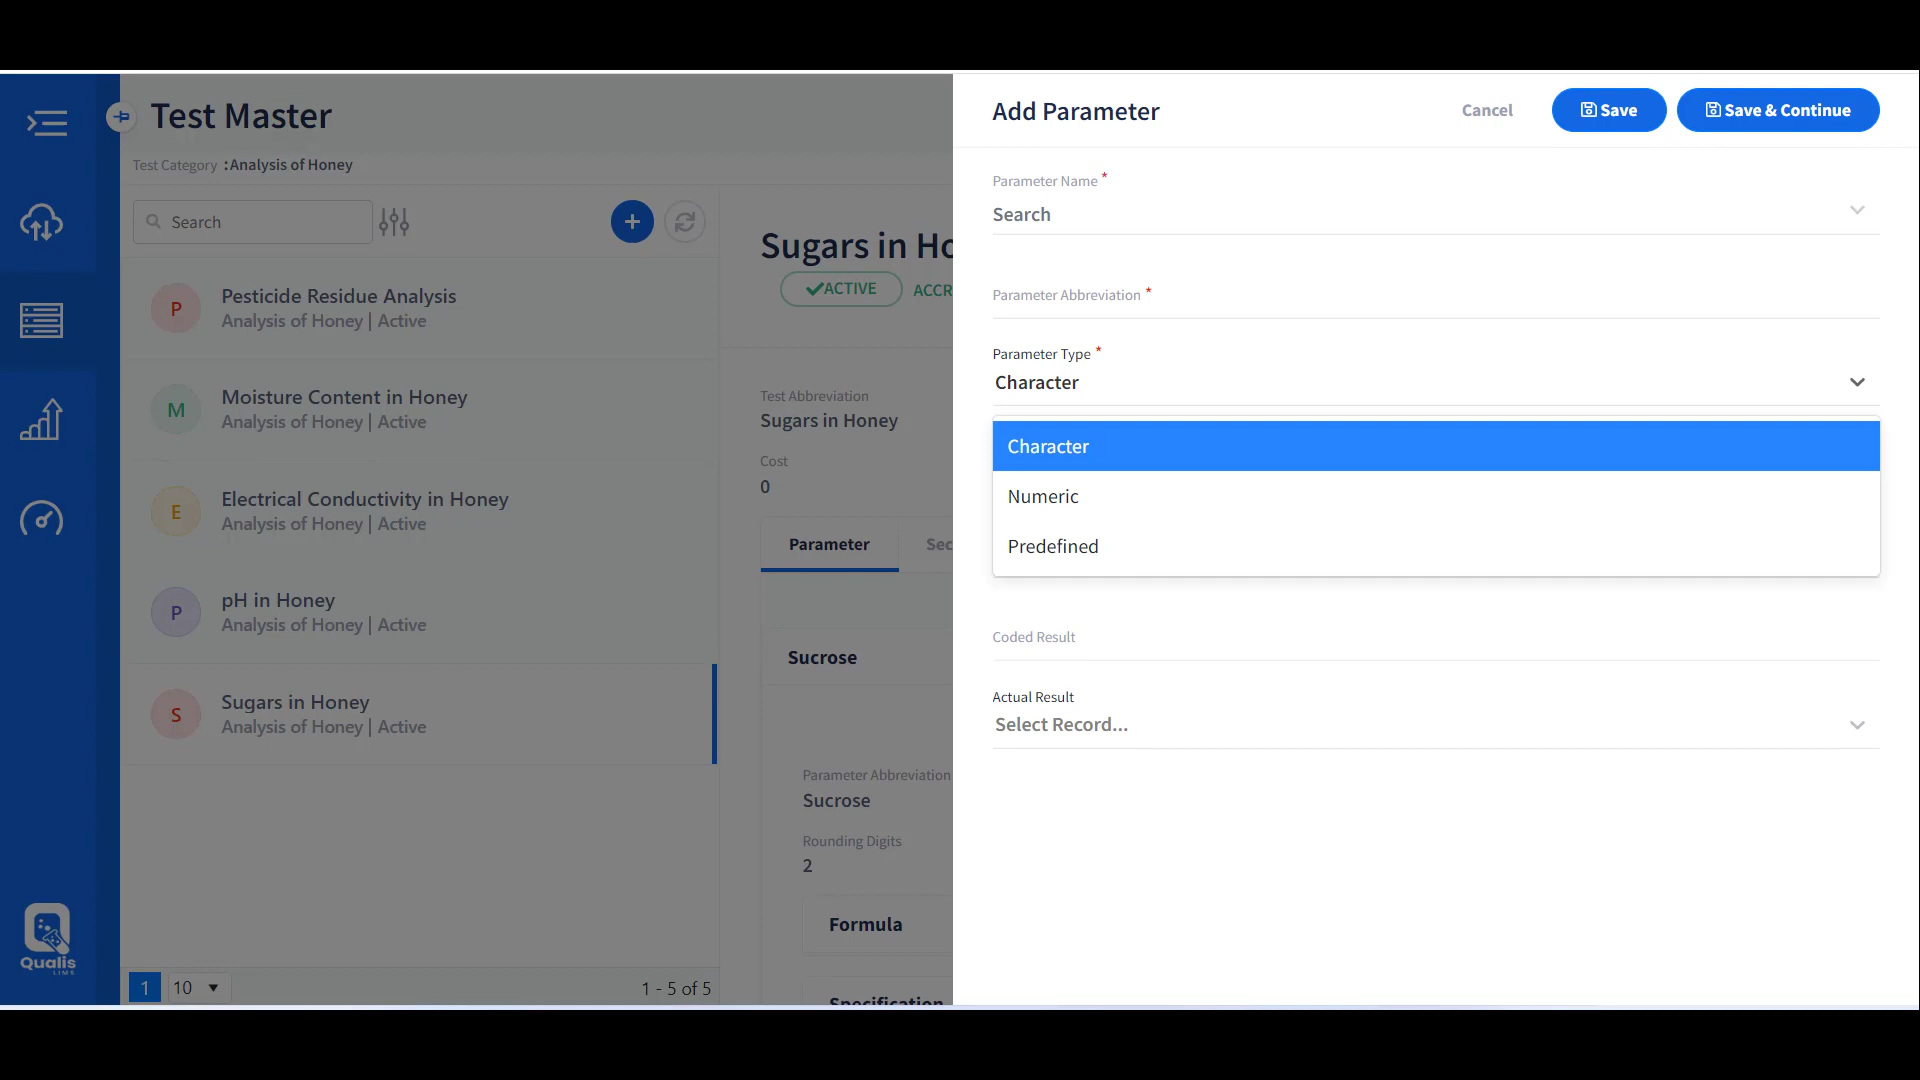 Test Master
Test Category : Analysis of Honey
Search
P
Pesticide Residue Analysis
Analysis of Honey | Active
M
Moisture Content in Honey
Analysis of Honey | Active
E
Electrical Conductivity in Honey
Analysis of Honey | Active
P
pH in Honey
Analysis of Honey | Active
S
Sugars in Honey
Analysis of Honey | Active
1 10 1 - 5 of 5
Qualis
LIMS
Sugars in Ho
ACTIVE ACCR
Test Abbreviation
Sugars in Honey
Cost
0
Parameter Sec
Sucrose
Parameter Abbreviation
Sucrose
Rounding Digits
2
Formula
Specification
Add Parameter
Cancel
Save
Save & Continue
Parameter Name *
Search
Parameter Abbreviation *
Parameter Type *
Character
Character
Numeric
Predefined
Coded Result
Actual Result
Select Record...